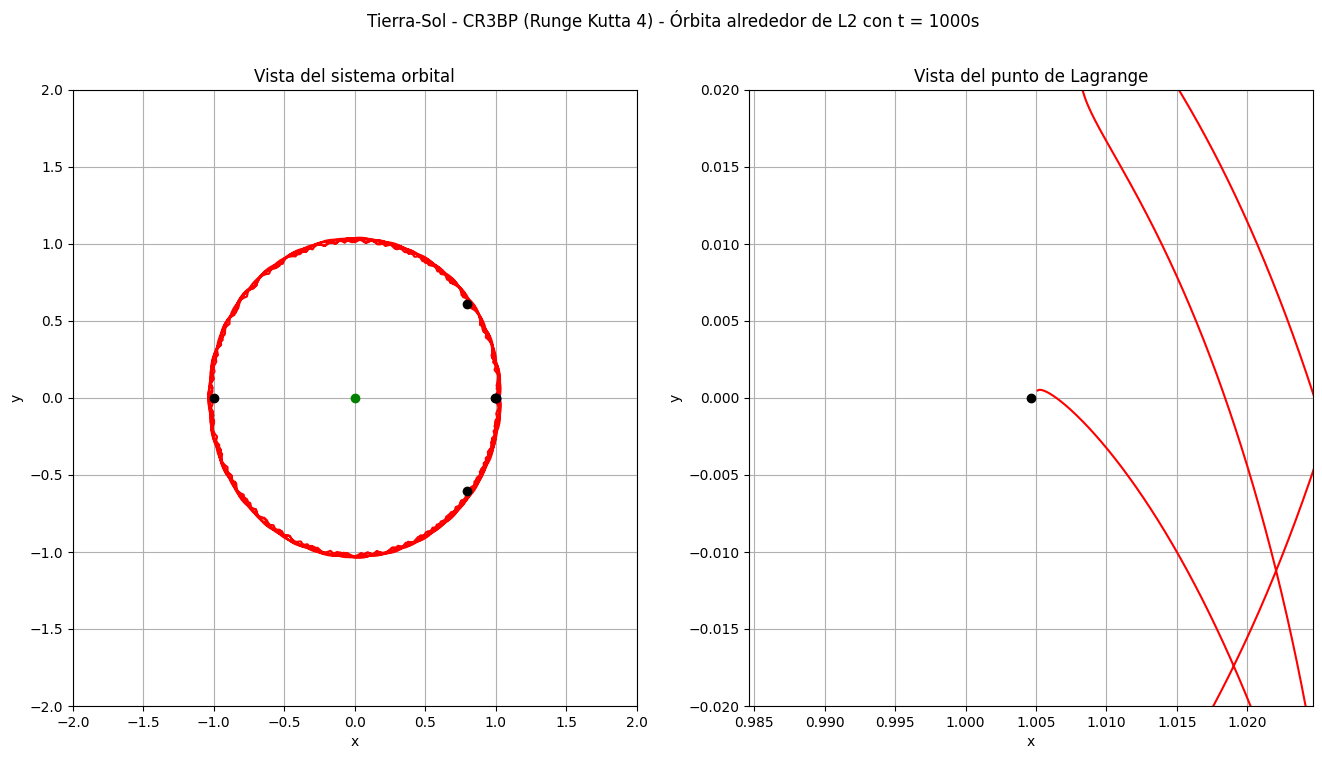 Tierra-Sol - CR3BP (Runge Kutta 4) - Órbita alrededor de L2 con t = 1000s
Vista del sistema orbital
2.0
1.5
1.0
0.5
0.0
−0.5
−1.0
−1.5
−2.0
y
−2.0 −1.5 −1.0 −0.5 0.0 0.5 1.0 1.5 2.0
x
Vista del punto de Lagrange
0.020
0.015
0.010
0.005
0.000
−0.005
−0.010
−0.015
−0.020
y
0.985 0.990 0.995 1.000 1.005 1.010 1.015 1.020
x